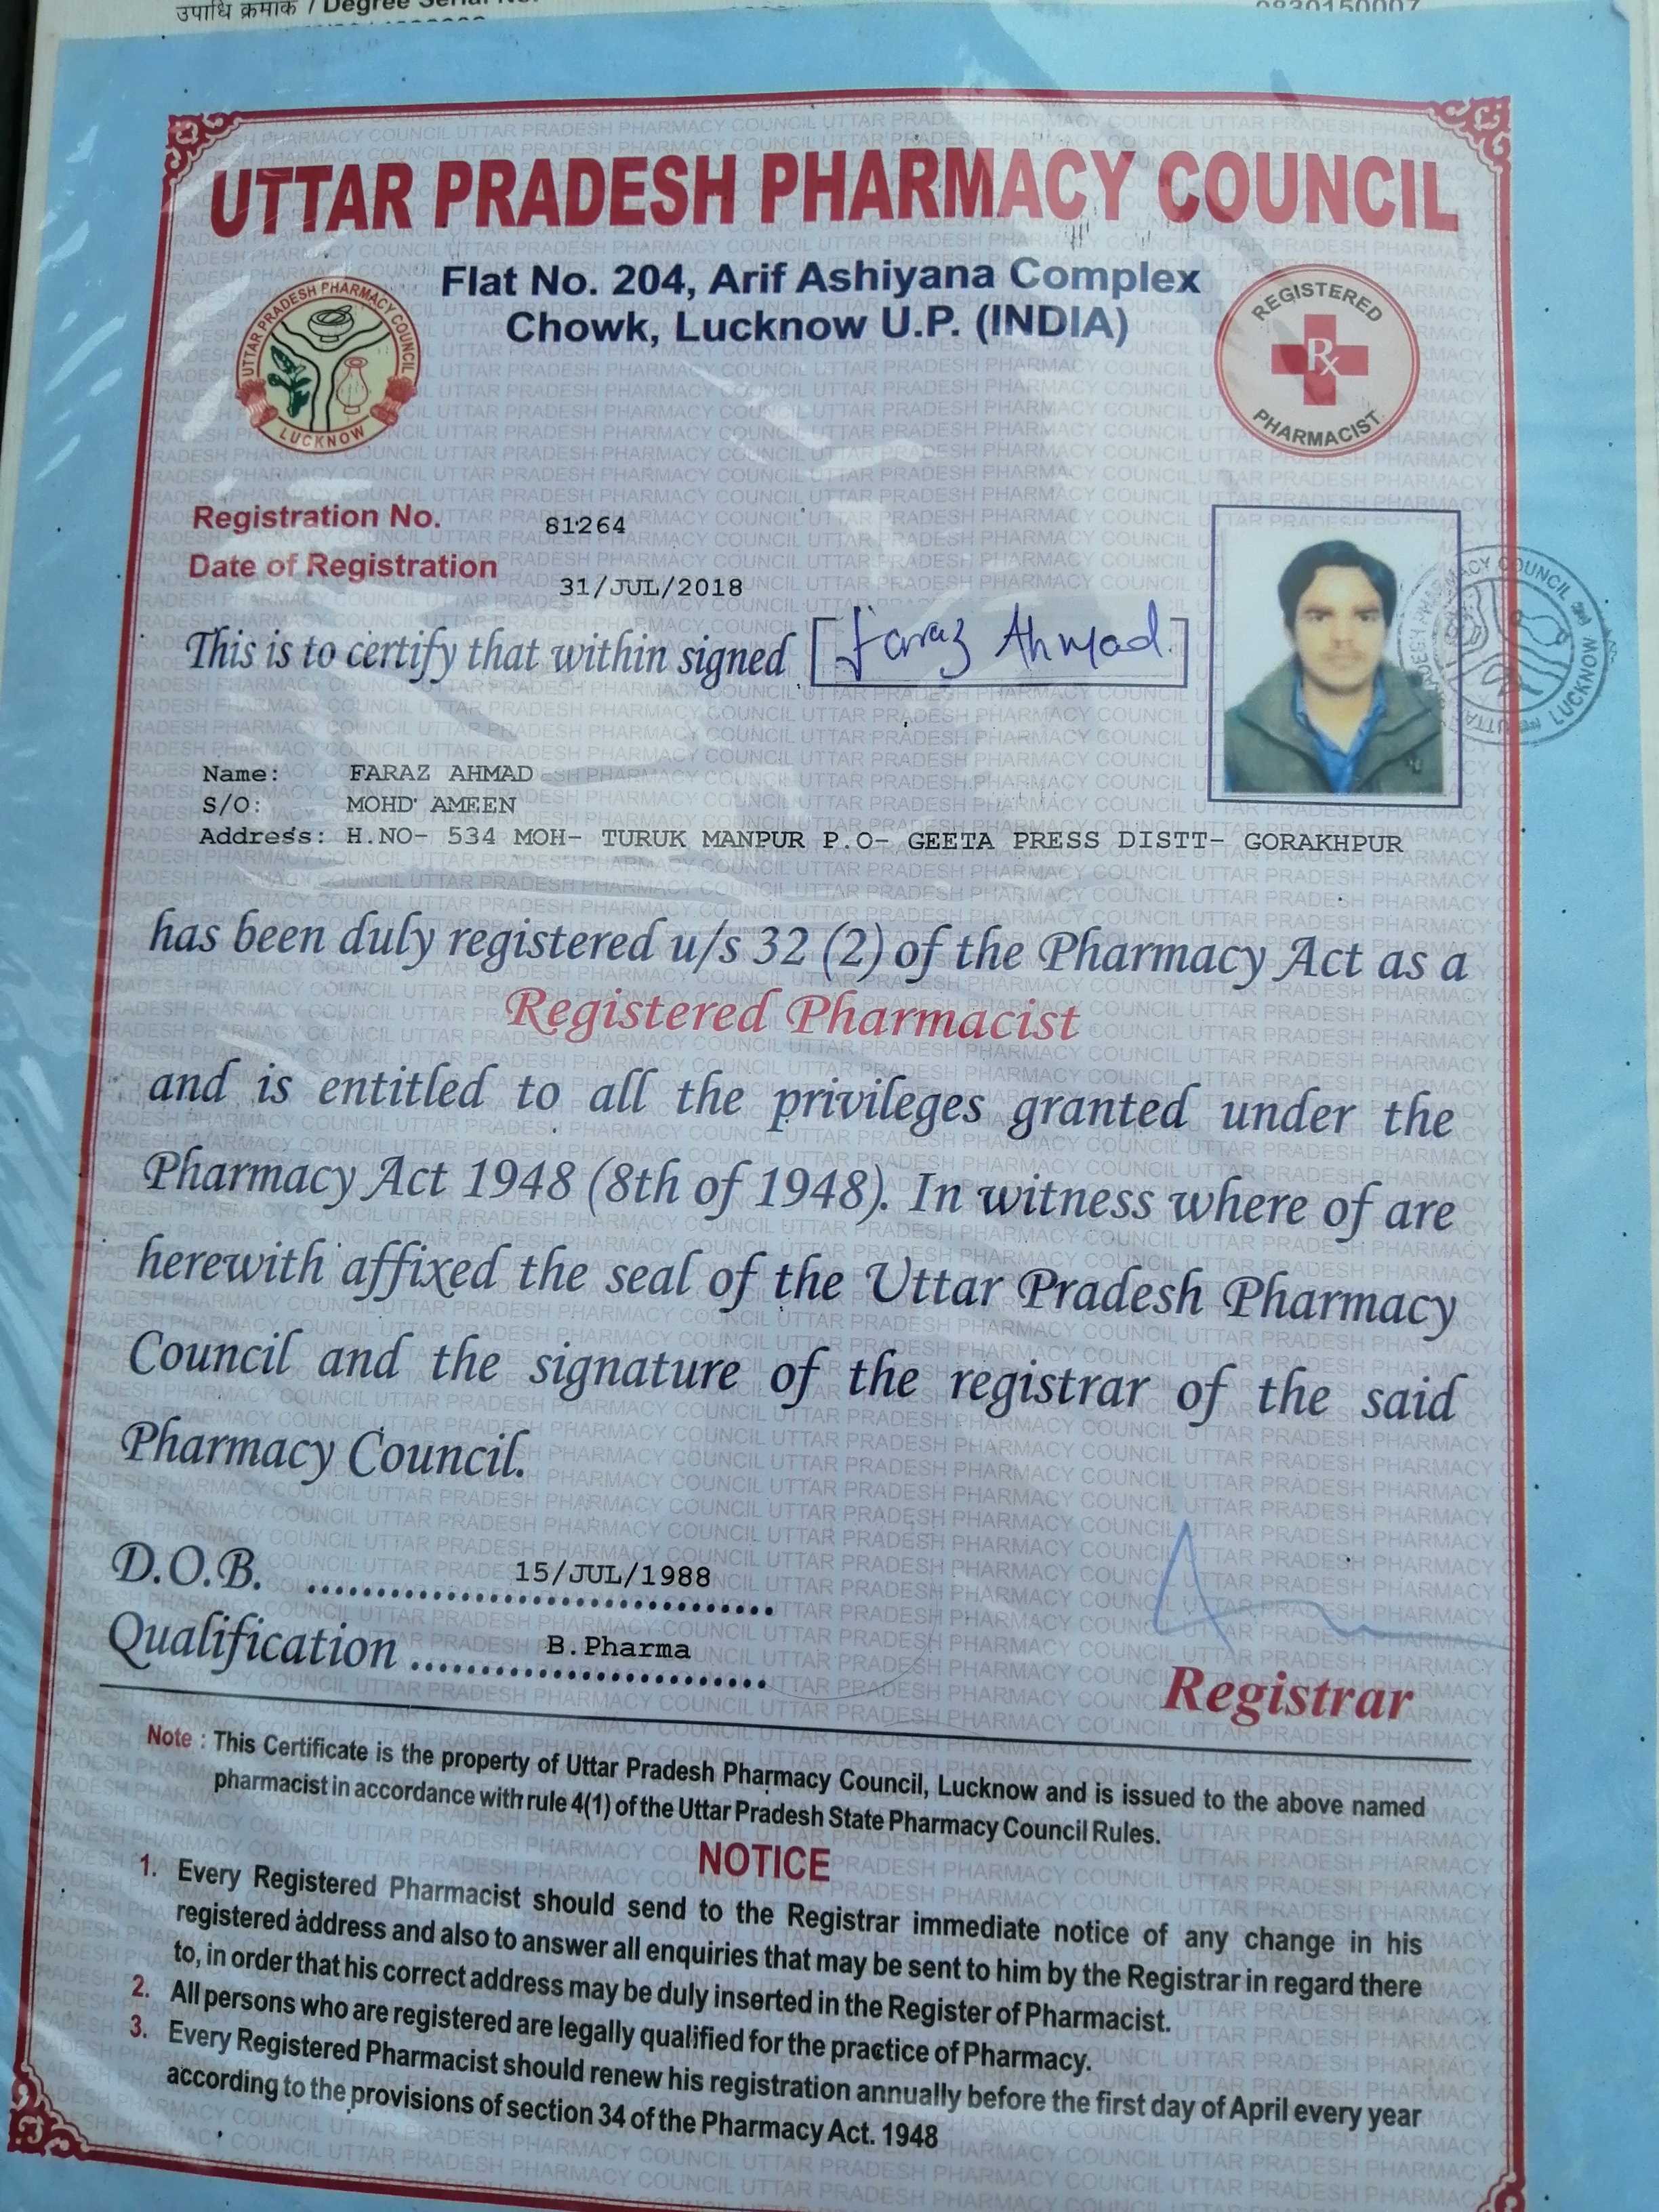 उपाधि क्रमांक / Degree Serial No.
UTTAR PRADESH PHARMACY COUNCIL
Flat No. 204, Arif Ashiyana Complex
Chowk, Lucknow U.P. (INDIA)
UTTAR PRADESH PHARMACY COUNCIL
LUCKNOW
REGISTERED
Rx
PHARMACIST
Registration No. 81264
Date of Registration 31/JUL/2018
This is to certify that within signed [Faraz Ahmad]
Name: FARAZ AHMAD
S/O: MOHD AMEEN
Address: H.NO- 534 MOH- TURUK MANPUR P.O- GEETA PRESS DISTT- GORAKHPUR
has been duly registered u/s 32 (2) of the Pharmacy Act as a
Registered Pharmacist
and is entitled to all the privileges granted under the
Pharmacy Act 1948 (8th of 1948). In witness where of are
herewith affixed the seal of the Uttar Pradesh Pharmacy
Council and the signature of the registrar of the said
Pharmacy Council.
D.O.B. 15/JUL/1988
Qualification B.Pharma
Registrar
Note : This Certificate is the property of Uttar Pradesh Pharmacy Council, Lucknow and is issued to the above named
pharmacist in accordance with rule 4(1) of the Uttar Pradesh State Pharmacy Council Rules.
NOTICE
1. Every Registered Pharmacist should send to the Registrar immediate notice of any change in his
registered address and also to answer all enquiries that may be sent to him by the Registrar in regard there
to, in order that his correct address may be duly inserted in the Register of Pharmacist.
2. All persons who are registered are legally qualified for the practice of Pharmacy.
3. Every Registered Pharmacist should renew his registration annually before the first day of April every year
according to the provisions of section 34 of the Pharmacy Act. 1948